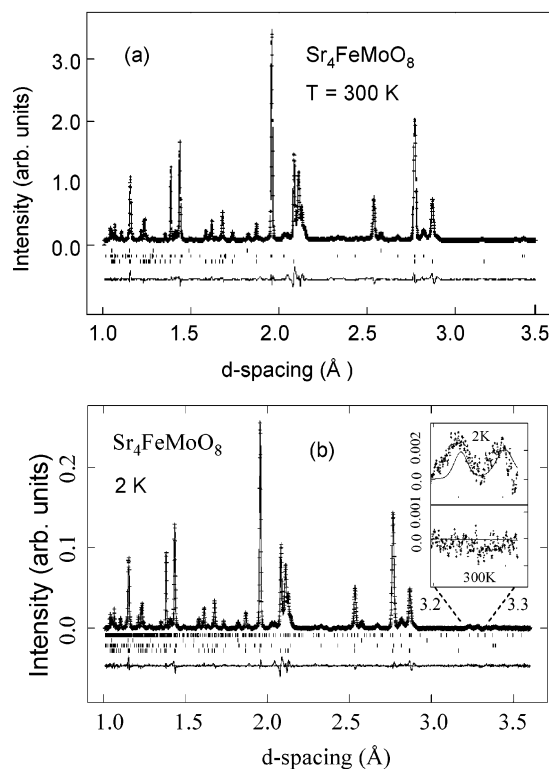 (a)
Sr₄FeMoO₈
T = 300 K
Intensity (arb. units)
3.0
2.0
1.0
0.0
1.0 1.5 2.0 2.5 3.0 3.5
d-spacing (Å )
Sr₄FeMoO₈
(b)
2 K
Intensity (arb. units)
0.2
0.1
0.0
0.002
0.0
0.001
0.0
2K
300K
3.2 3.3
1.0 1.5 2.0 2.5 3.0 3.5
d-spacing (Å)